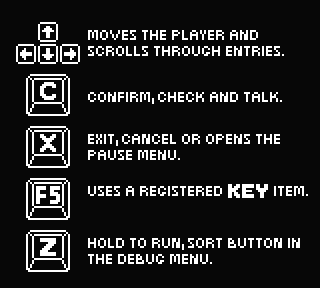 MOVES THE PLAYER AND
SCROLLS THROUGH ENTRIES.
C
CONFIRM, CHECK AND TALK.
X
EXIT, CANCEL OR OPENS THE
PAUSE MENU.
F5
USES A REGISTERED KEY ITEM.
Z
HOLD TO RUN, SORT BUTTON IN
THE DEBUG MENU.